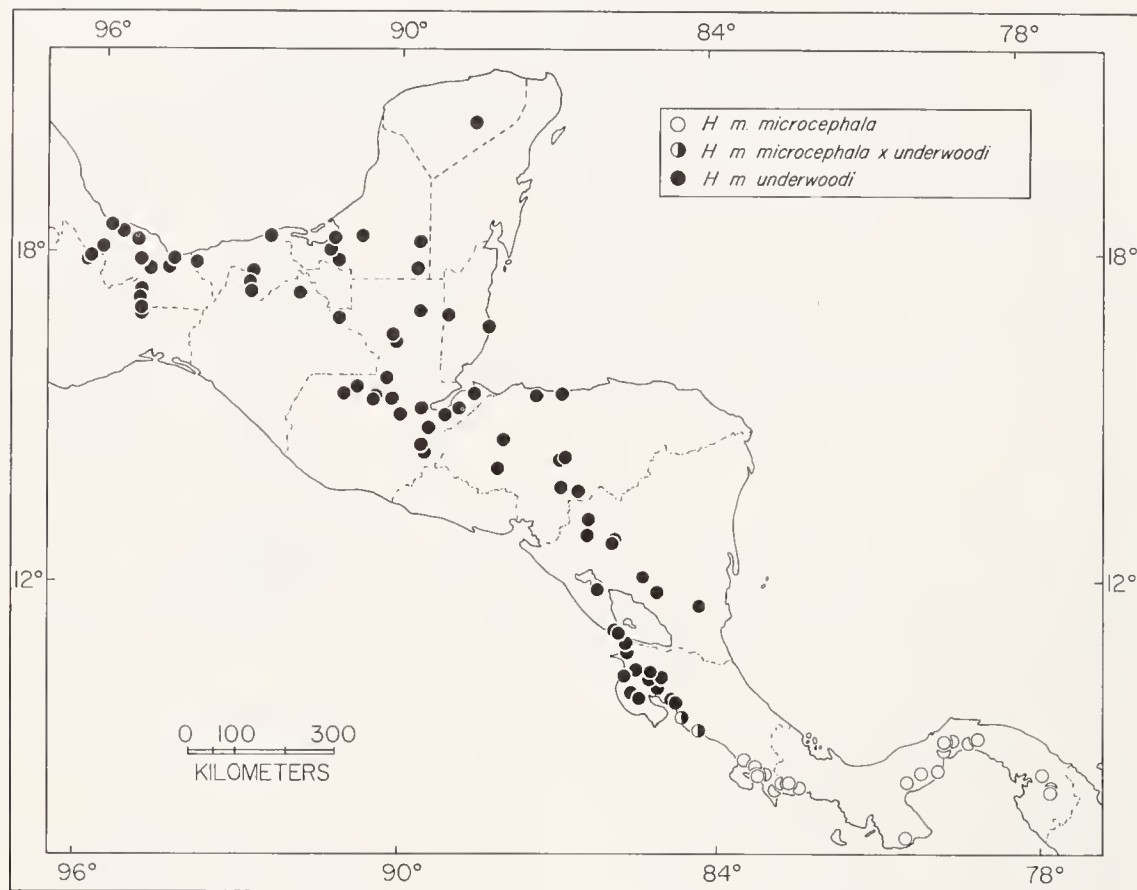 96° 90° 84° 78°
○ H m. microcephala
◑ H m microcephala x underwoodi
● H m underwoodi
18° 18°
12° 12°
0 100 300
KILOMETERS
96° 90° 84° 78°